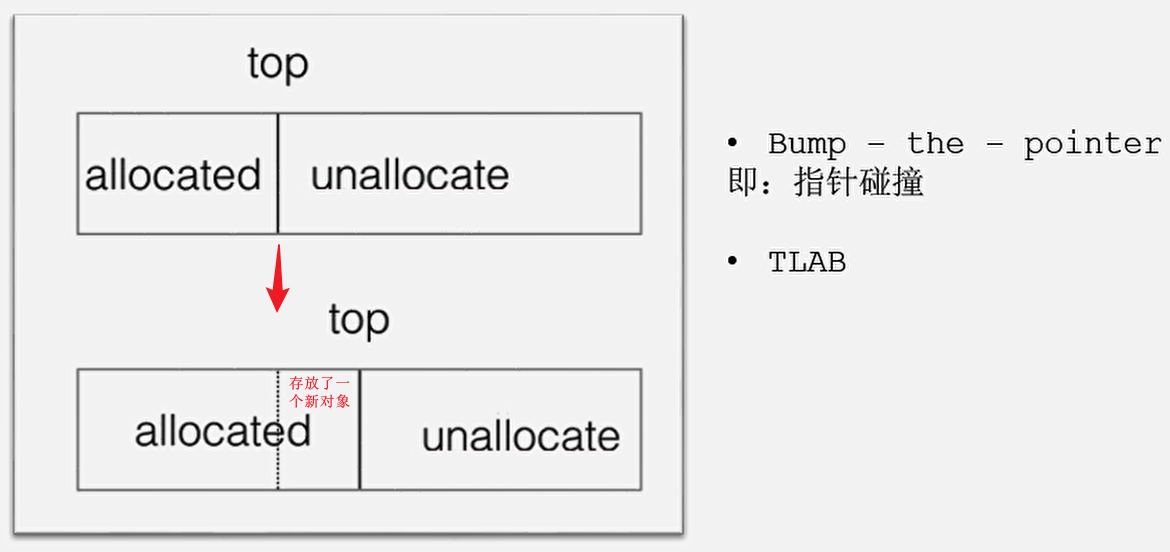 top
allocated
unallocate
top
存放了一
个新对象
allocated
unallocate
• Bump – the – pointer
即：指针碰撞
• TLAB